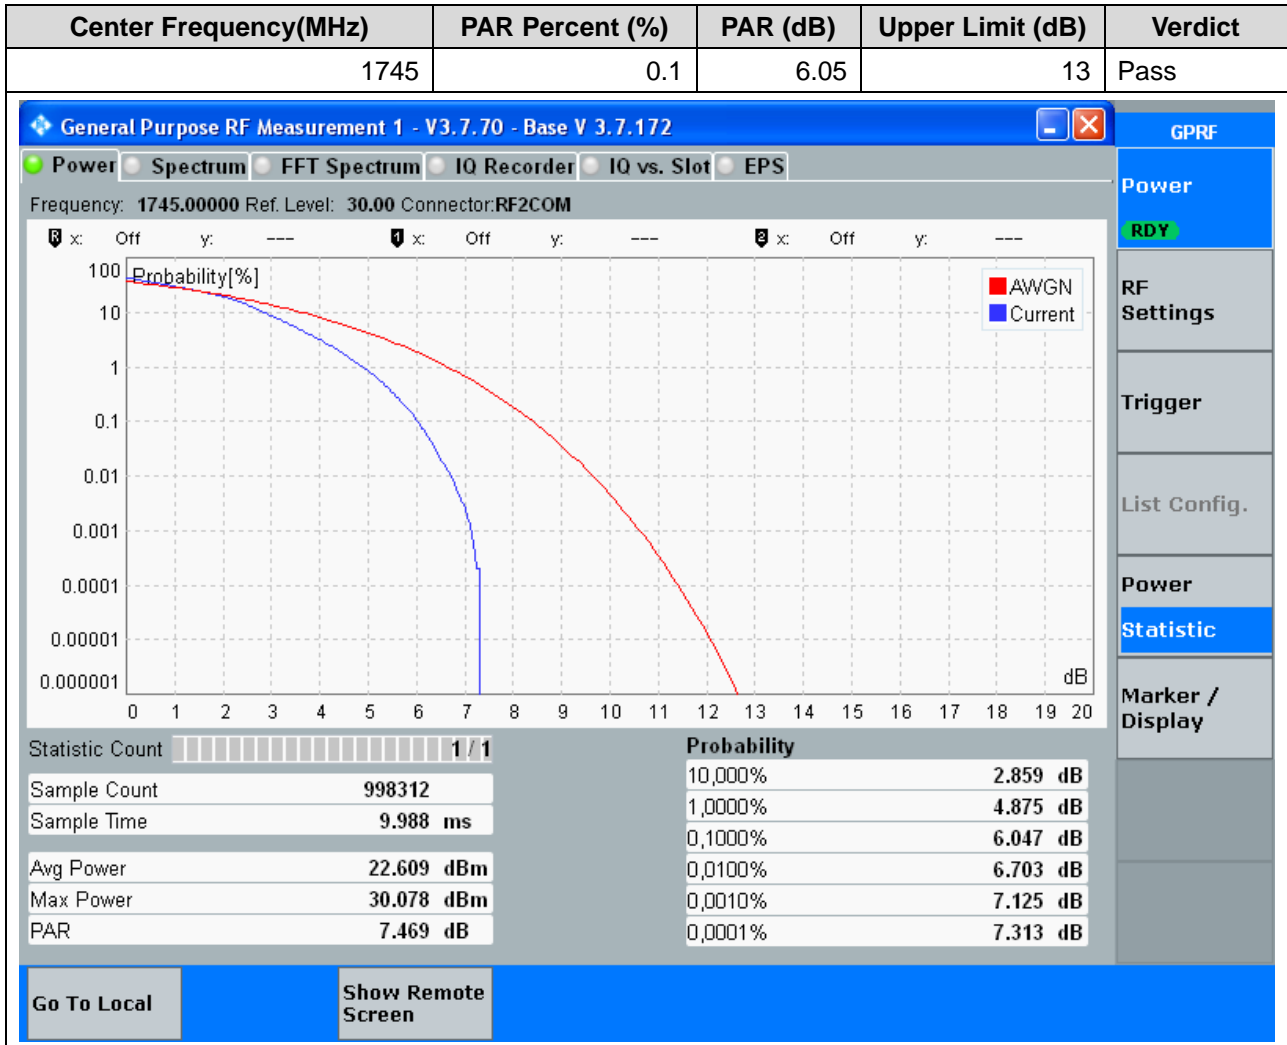 Center Frequency(MHz) PAR Percent (%) PAR (dB) Upper Limit (dB) Verdict
1745 0.1 6.05 13 Pass
General Purpose RF Measurement 1 - V3.7.70 - Base V 3.7.172
GPRF
Power Spectrum FFT Spectrum IQ Recorder IQ vs. Slot EPS
Frequency: 1745.00000 Ref. Level: 30.00 Connector:RF2COM
R x: Off y: --- 1 x: Off y: --- 2 x: Off y: ---
Probability[%]
AWGN
Current
100
10
1
0.1
0.01
0.001
0.0001
0.00001
0.000001
dB
0 1 2 3 4 5 6 7 8 9 10 11 12 13 14 15 16 17 18 19 20
Statistic Count 1 / 1
Sample Count 998312
Sample Time 9.988 ms
Avg Power 22.609 dBm
Max Power 30.078 dBm
PAR 7.469 dB
Probability
10,000% 2.859 dB
1,0000% 4.875 dB
0,1000% 6.047 dB
0,0100% 6.703 dB
0,0010% 7.125 dB
0,0001% 7.313 dB
Power
RDY
RF
Settings
Trigger
List Config.
Power
Statistic
Marker /
Display
Go To Local
Show Remote
Screen